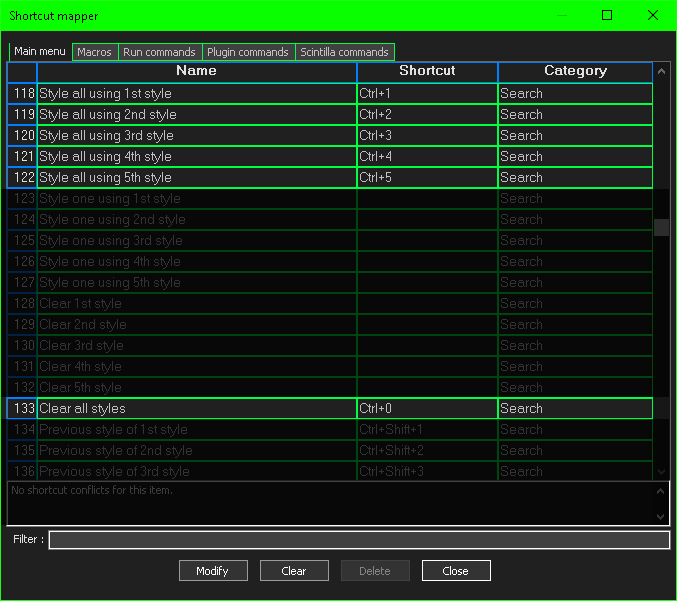 Shortcut mapper
Main menu Macros Run commands Plugin commands Scintilla commands
Name Shortcut Category
118 Style all using 1st style Ctrl+1 Search
119 Style all using 2nd style Ctrl+2 Search
120 Style all using 3rd style Ctrl+3 Search
121 Style all using 4th style Ctrl+4 Search
122 Style all using 5th style Ctrl+5 Search
123 Style one using 1st style Search
124 Style one using 2nd style Search
125 Style one using 3rd style Search
126 Style one using 4th style Search
127 Style one using 5th style Search
128 Clear 1st style Search
129 Clear 2nd style Search
130 Clear 3rd style Search
131 Clear 4th style Search
132 Clear 5th style Search
133 Clear all styles Ctrl+0 Search
134 Previous style of 1st style Ctrl+Shift+1 Search
135 Previous style of 2nd style Ctrl+Shift+2 Search
136 Previous style of 3rd style Ctrl+Shift+3 Search
No shortcut conflicts for this item.
Filter :
Modify Clear Delete Close